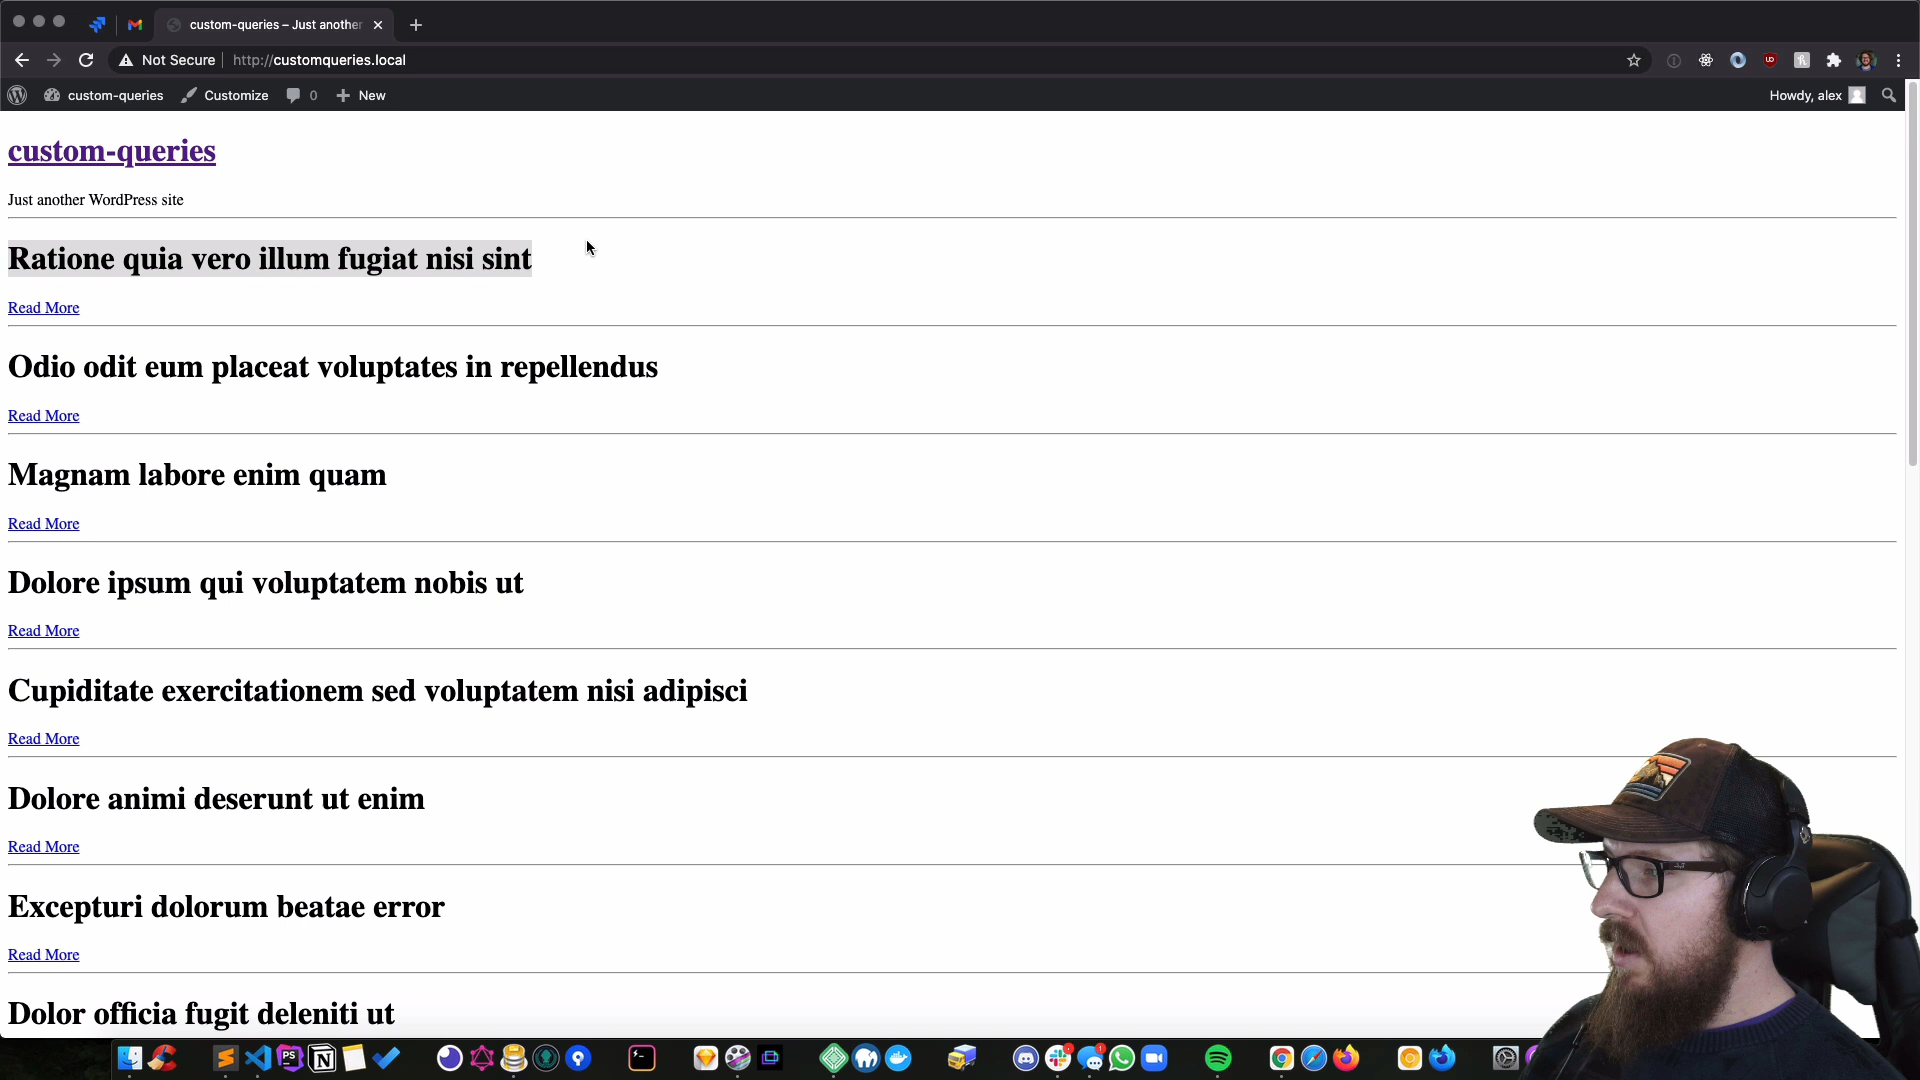 custom-queries – Just another
Not Secure http://customqueries.local
custom-queries Customize 0 New Howdy, alex
custom-queries
Just another WordPress site
Ratione quia vero illum fugiat nisi sint
Read More
Odio odit eum placeat voluptates in repellendus
Read More
Magnam labore enim quam
Read More
Dolore ipsum qui voluptatem nobis ut
Read More
Cupiditate exercitationem sed voluptatem nisi adipisci
Read More
Dolore animi deserunt ut enim
Read More
Excepturi dolorum beatae error
Read More
Dolor officia fugit deleniti ut